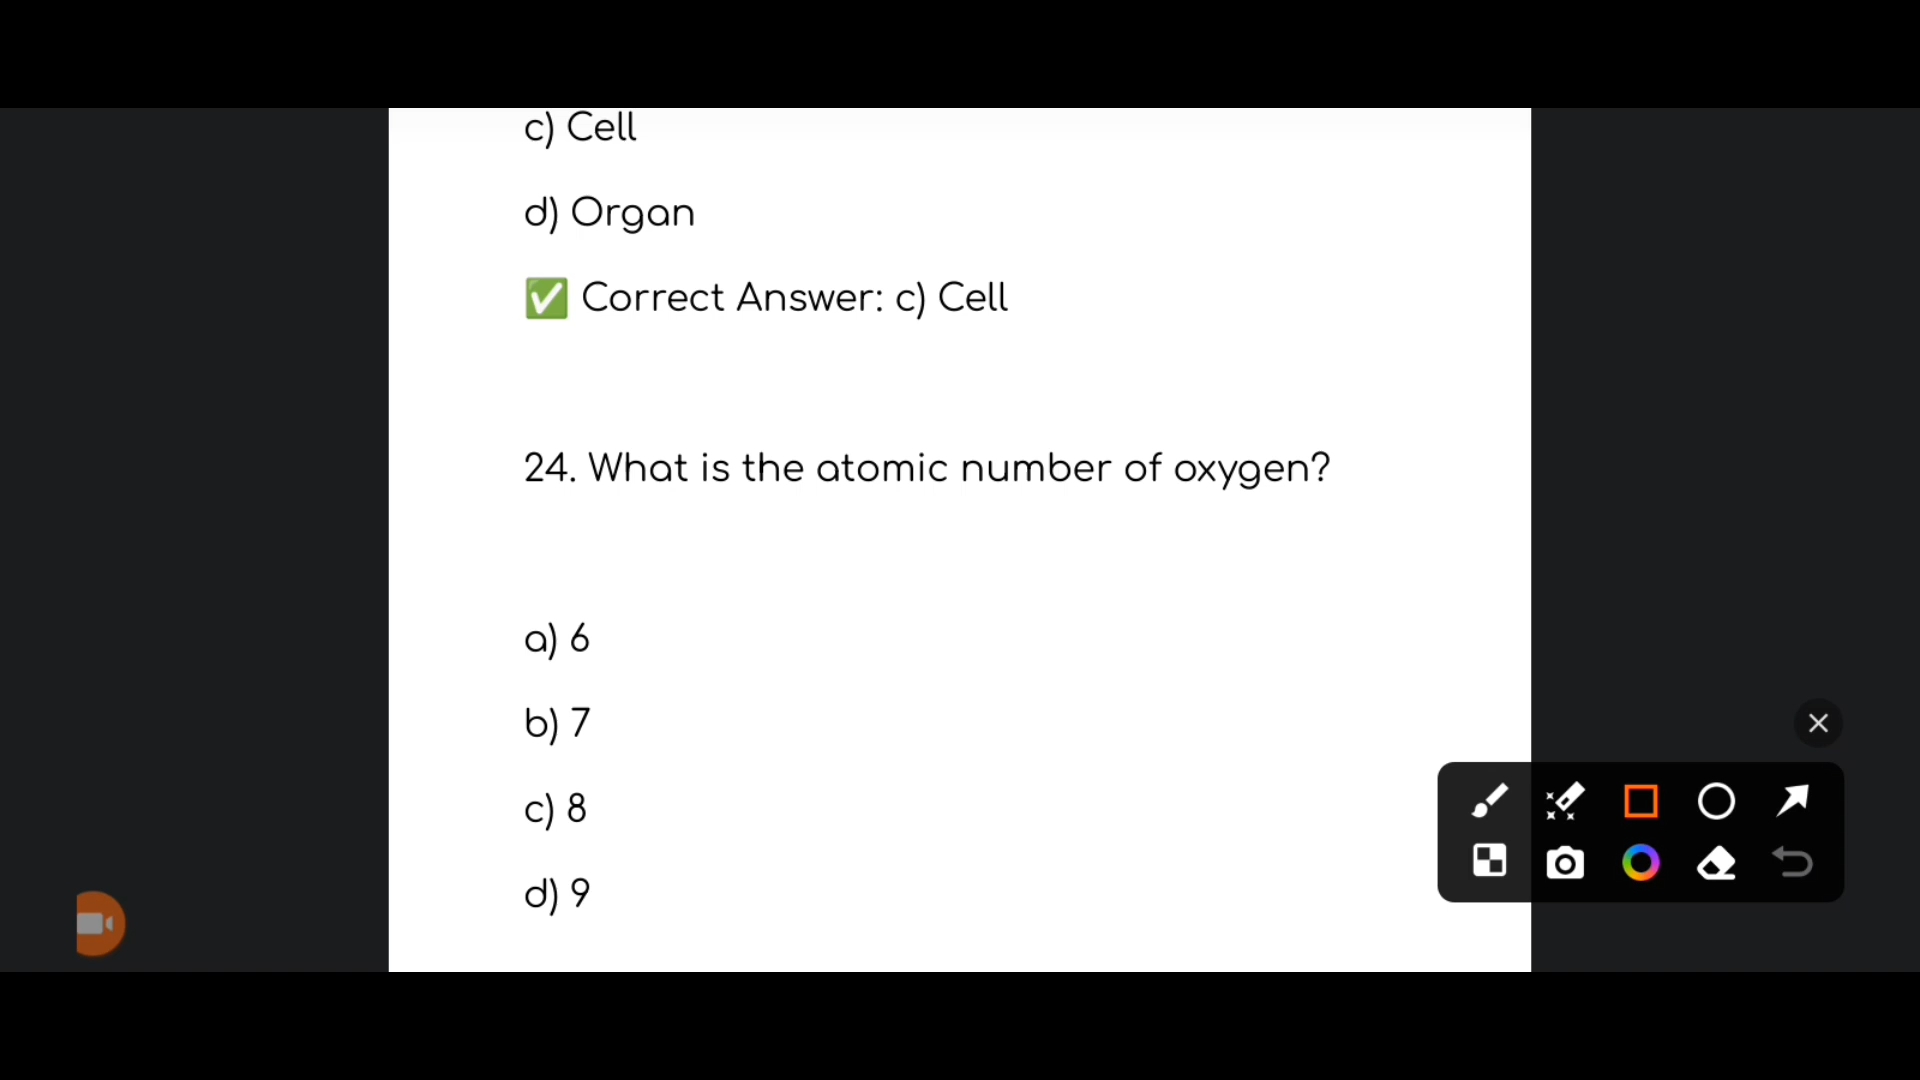 c) Cell
d) Organ
✅ Correct Answer: c) Cell
24. What is the atomic number of oxygen?
a) 6
b) 7
c) 8
d) 9